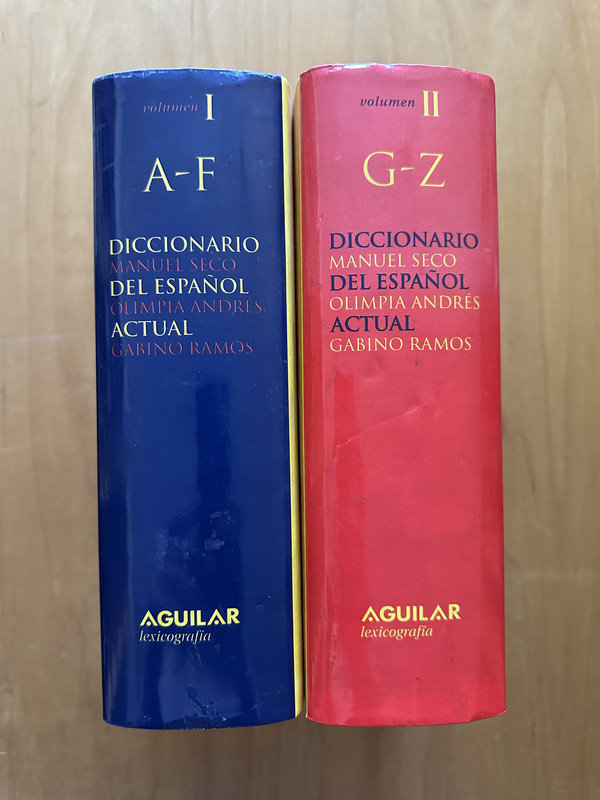 volumen I
A-F
DICCIONARIO
MANUEL SECO
DEL ESPAÑOL
OLIMPIA ANDRÉS
ACTUAL
GABINO RAMOS
AGUILAR
lexicografía
volumen II
G-Z
DICCIONARIO
MANUEL SECO
DEL ESPAÑOL
OLIMPIA ANDRÉS
ACTUAL
GABINO RAMOS
AGUILAR
lexicografía